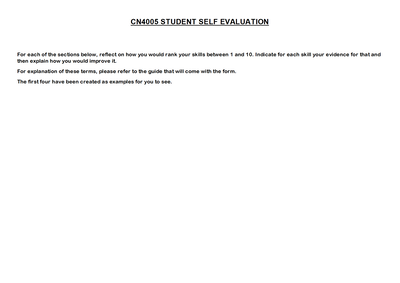 CN4005 STUDENT SELF EVALUATION
For each of the sections below, reflect on how you would rank your skills between 1 and 10. Indicate for each skill your evidence for that and
then explain how you would improve it.
For explanation of these terms, please refer to the guide that will come with the form.
The first four have been created as examples for you to see.